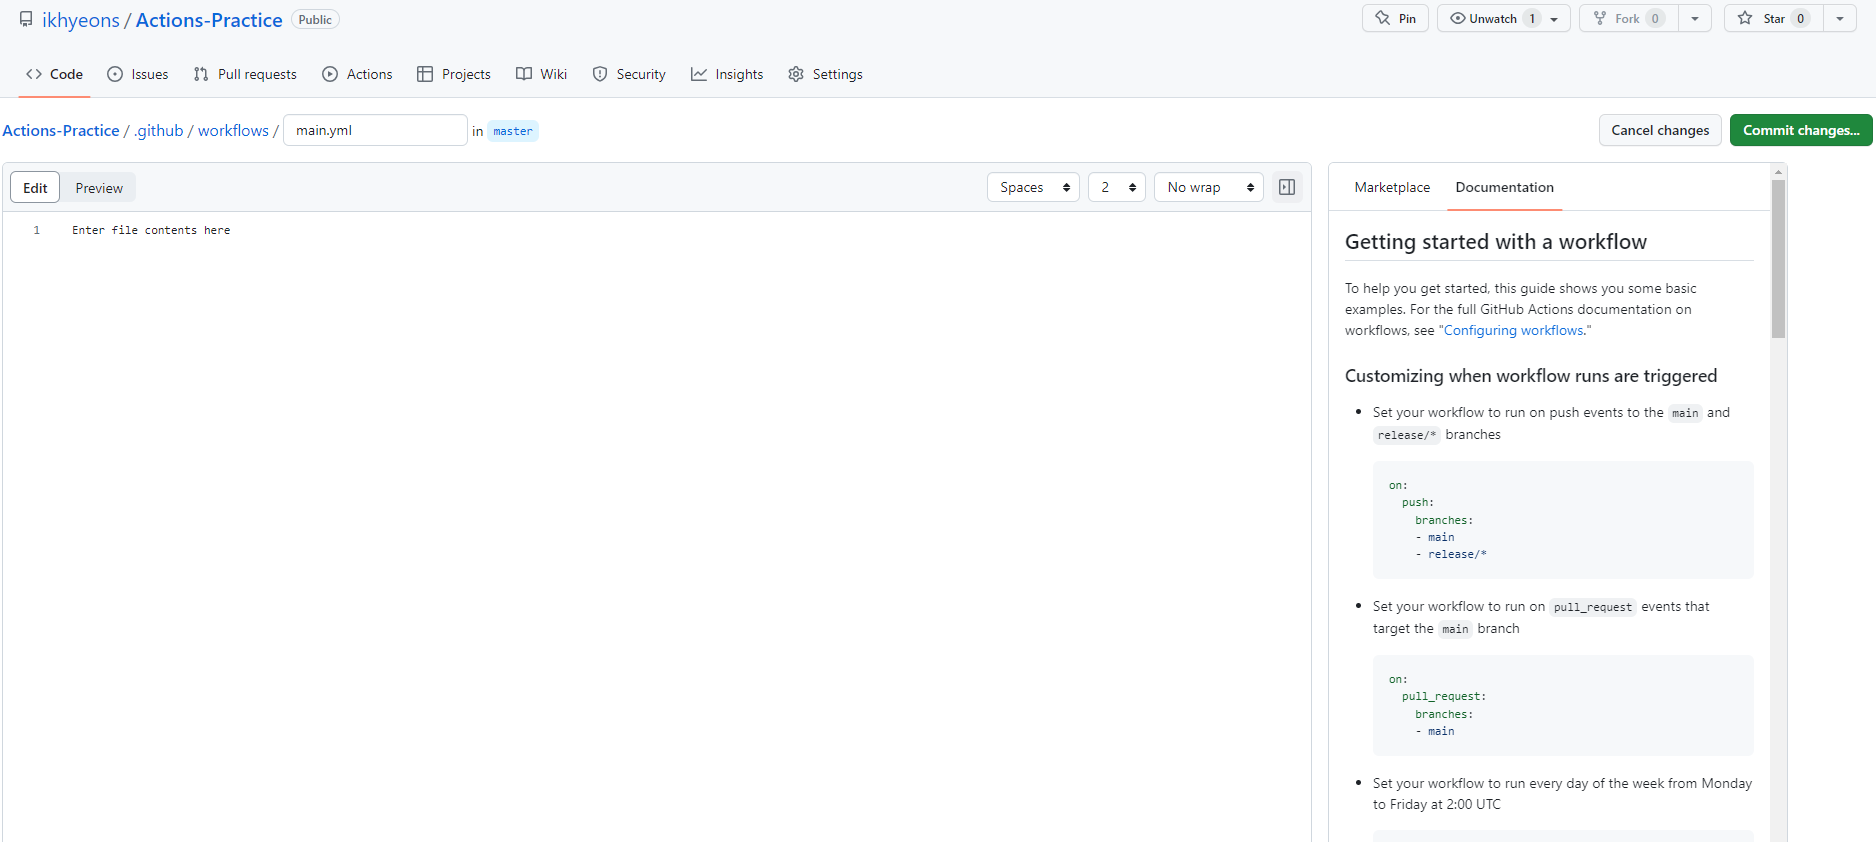 ikhyeons / Actions-Practice Public
Pin Unwatch 1 Fork 0 Star 0
Code Issues Pull requests Actions Projects Wiki Security Insights Settings
Actions-Practice / .github / workflows / main.yml in master
Cancel changes Commit changes...
Edit Preview Spaces 2 No wrap
1 Enter file contents here
Marketplace Documentation
Getting started with a workflow
To help you get started, this guide shows you some basic
examples. For the full GitHub Actions documentation on
workflows, see "Configuring workflows."
Customizing when workflow runs are triggered
• Set your workflow to run on push events to the main and
release/* branches
on:
push:
branches:
- main
- release/*
• Set your workflow to run on pull_request events that
target the main branch
on:
pull_request:
branches:
- main
• Set your workflow to run every day of the week from Monday
to Friday at 2:00 UTC